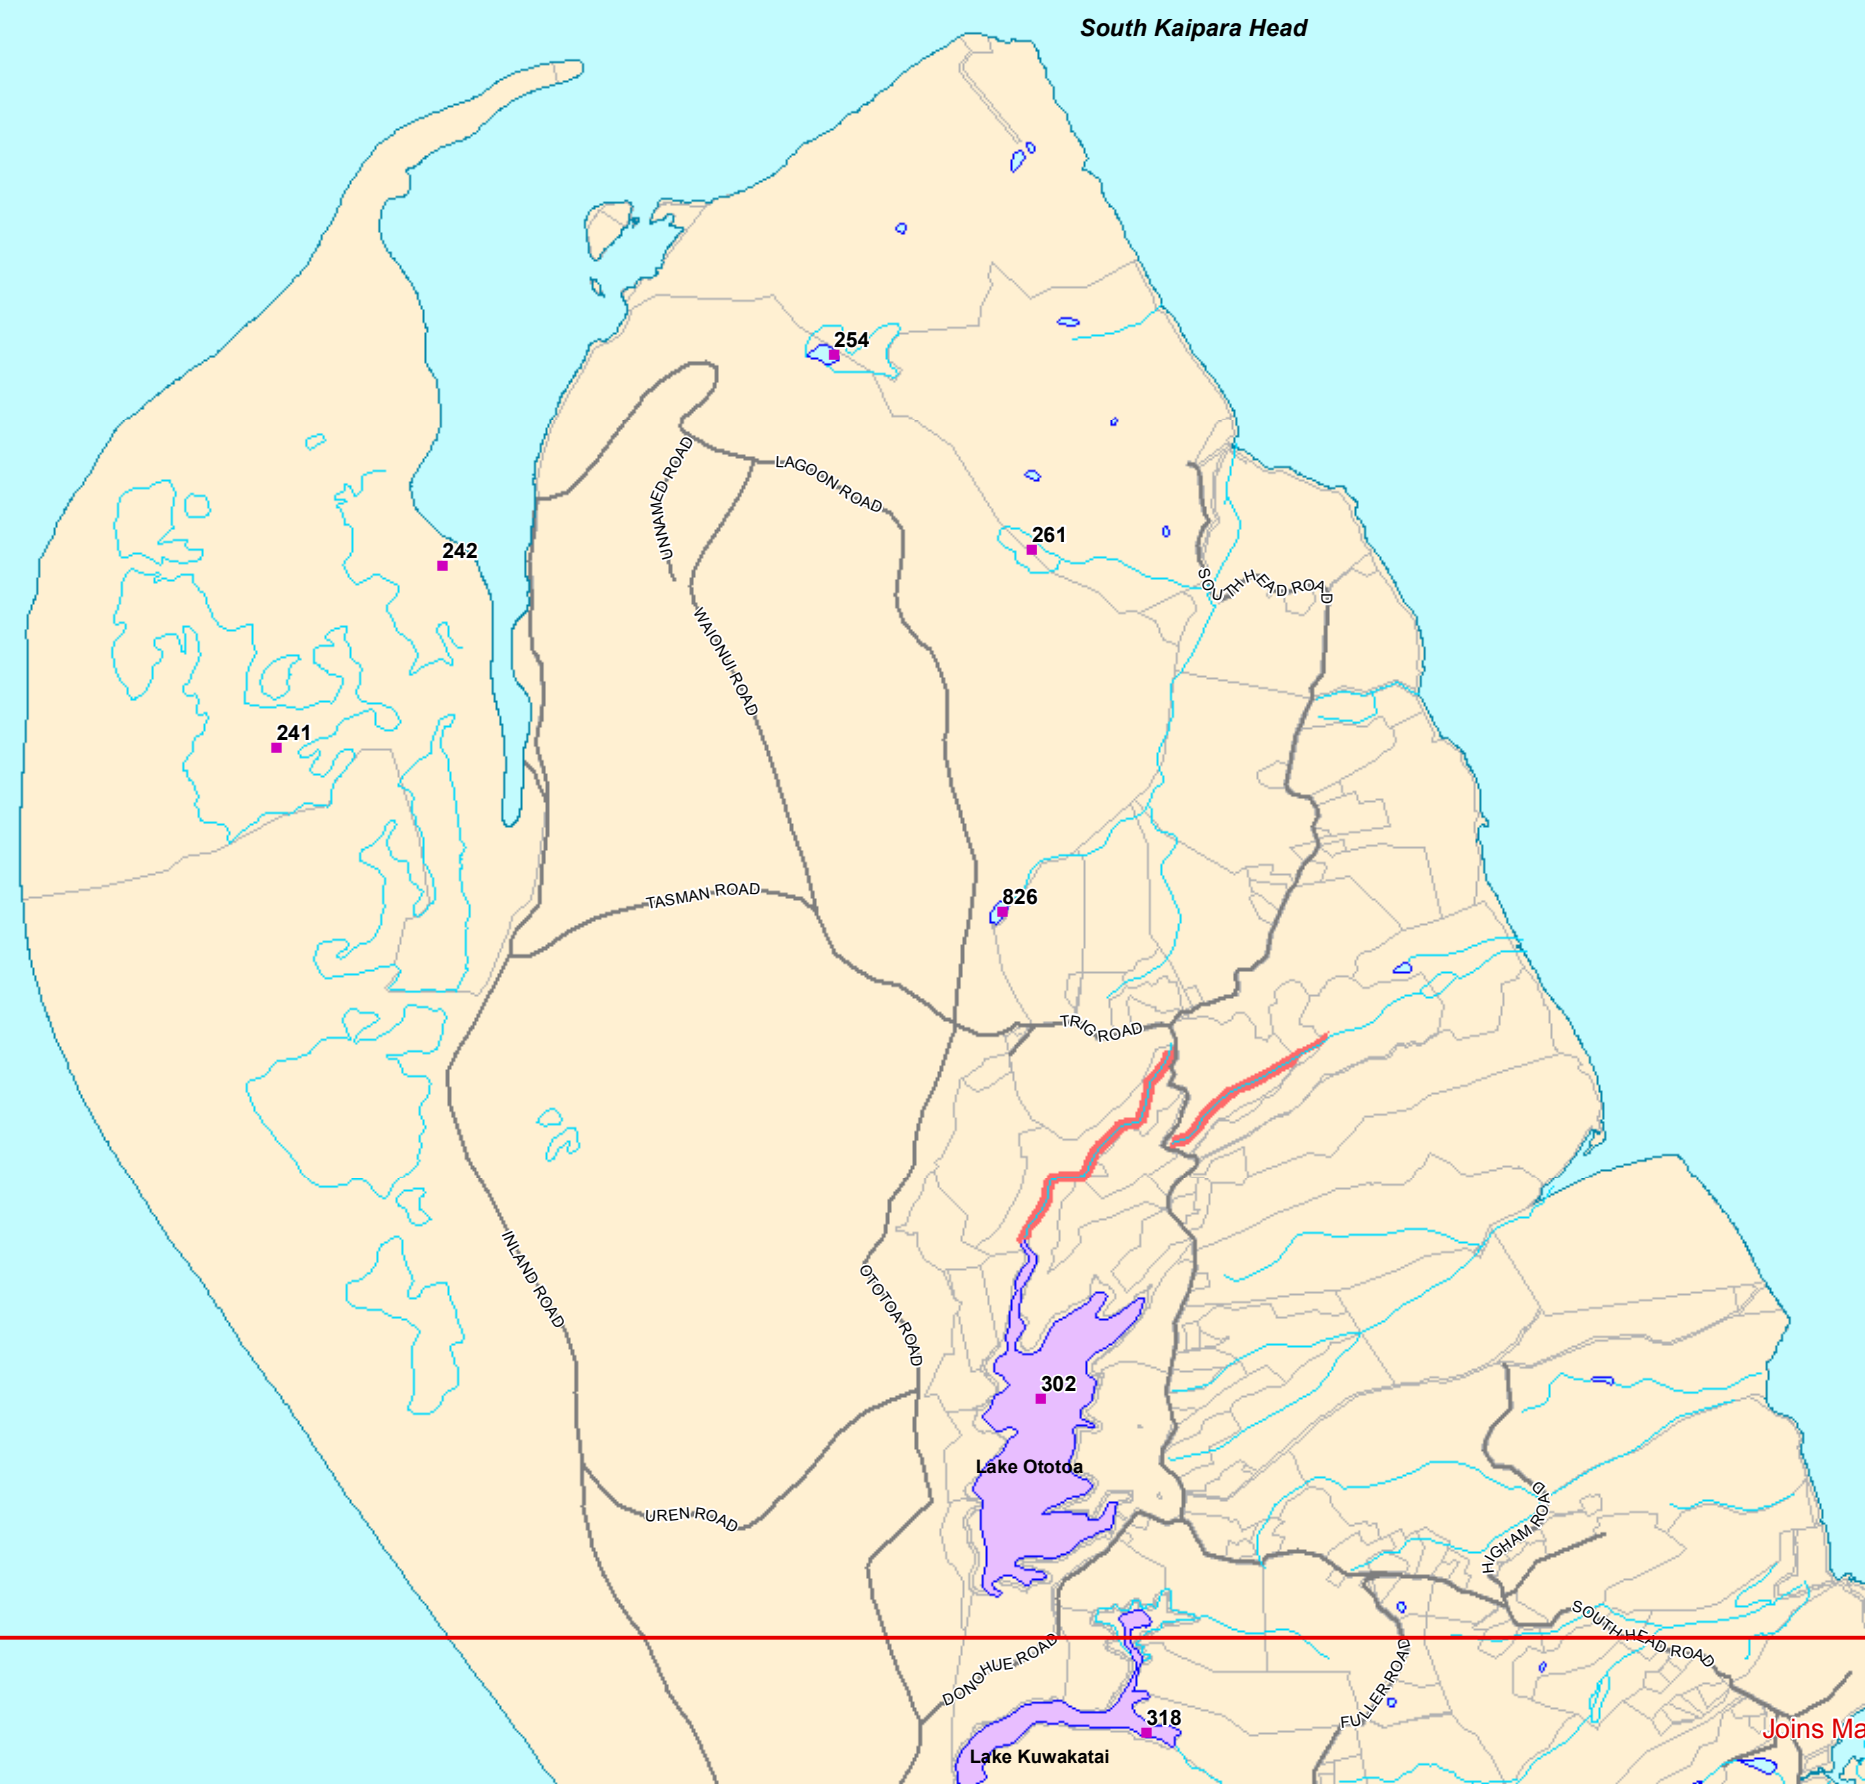 South Kaipara Head
254
UNNAMED ROAD
LAGOON ROAD
261
242
SOUTH HEAD ROAD
WAIONUI ROAD
241
TASMAN ROAD
826
TRIG ROAD
INLAND ROAD
OTOTOA ROAD
302
Lake Ototoa
UREN ROAD
HIGHAM ROAD
SOUTH HEAD ROAD
DONOHUE ROAD
FULLER ROAD
318
Joins Ma
Lake Kuwakatai